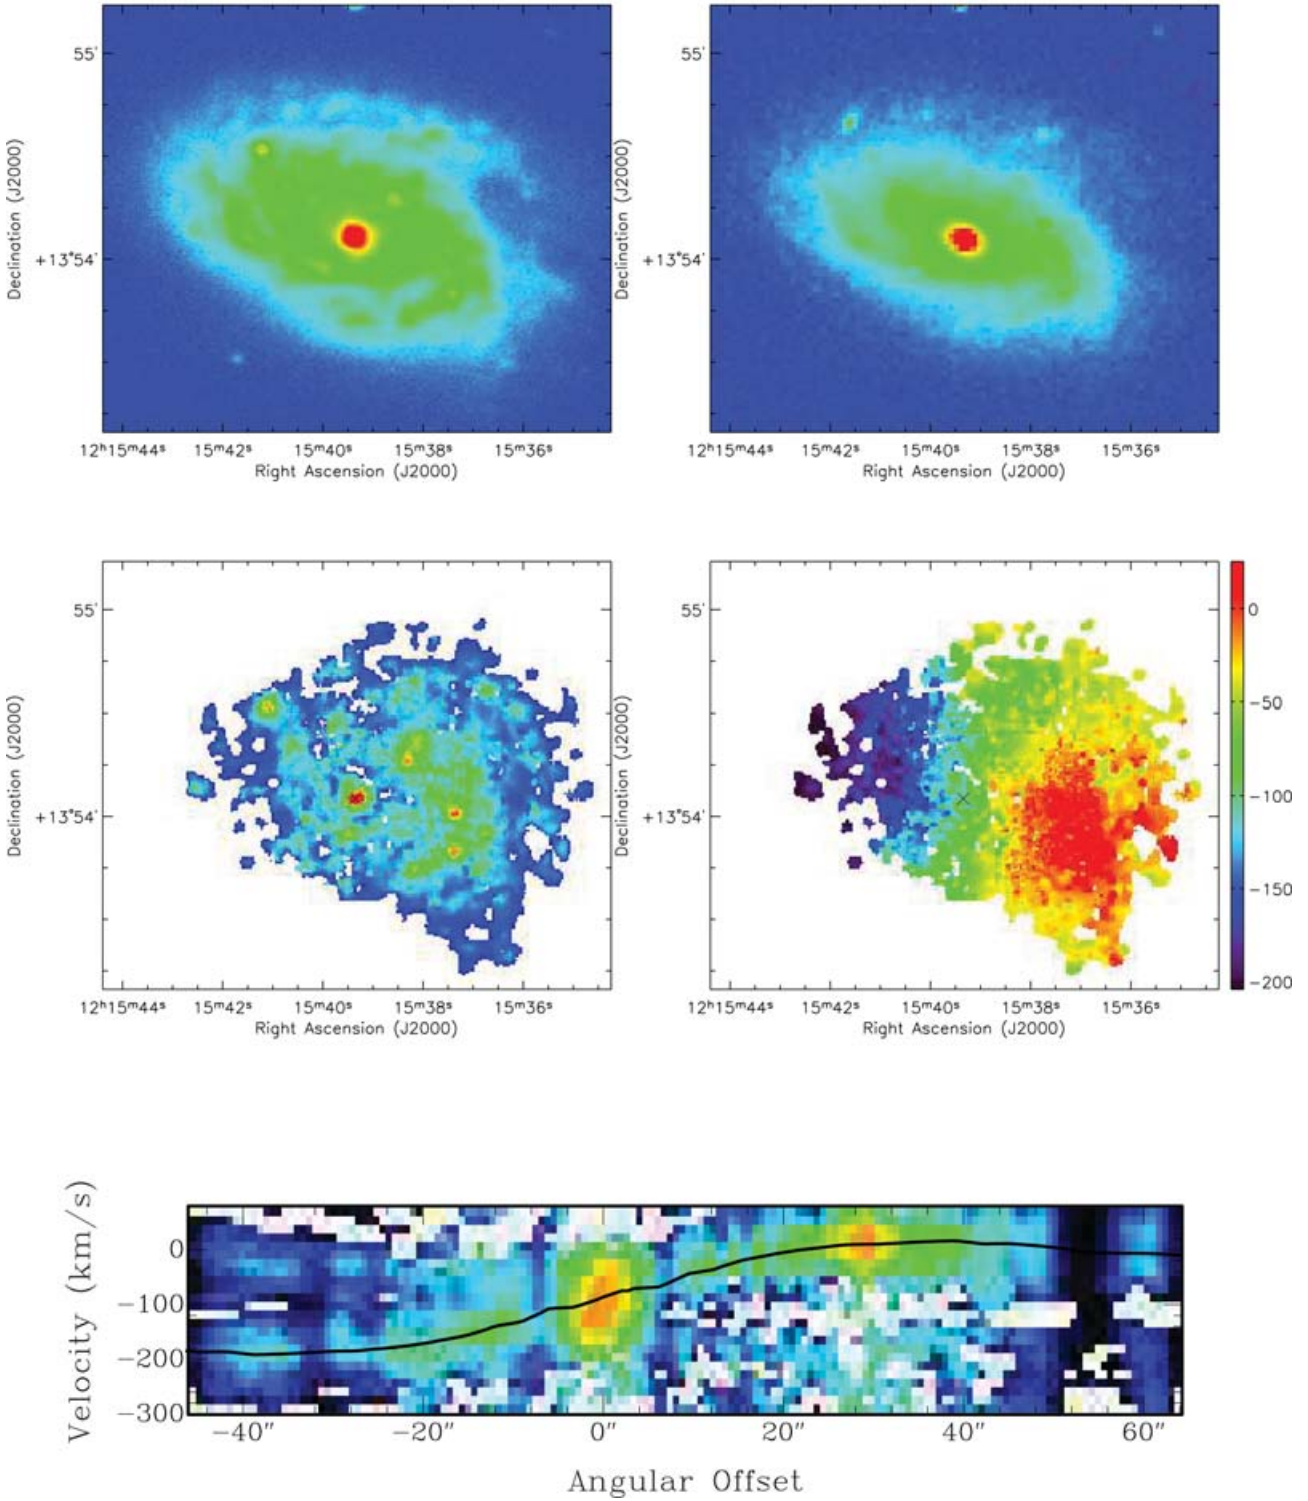 55'
55'
Declination (J2000)
Declination (J2000)
+13°54'
+13°54'
12ʰ15ᵐ44ˢ 15ᵐ42ˢ 15ᵐ40ˢ 15ᵐ38ˢ 15ᵐ36ˢ
12ʰ15ᵐ44ˢ 15ᵐ42ˢ 15ᵐ40ˢ 15ᵐ38ˢ 15ᵐ36ˢ
Right Ascension (J2000)
Right Ascension (J2000)
55'
55'
Declination (J2000)
Declination (J2000)
+13°54'
+13°54'
0
−50
−100
−150
−200
12ʰ15ᵐ44ˢ 15ᵐ42ˢ 15ᵐ40ˢ 15ᵐ38ˢ 15ᵐ36ˢ
12ʰ15ᵐ44ˢ 15ᵐ42ˢ 15ᵐ40ˢ 15ᵐ38ˢ 15ᵐ36ˢ
Right Ascension (J2000)
Right Ascension (J2000)
Velocity (km/s)
0
−100
−200
−300
−40″ −20″ 0″ 20″ 40″ 60″
Angular Offset